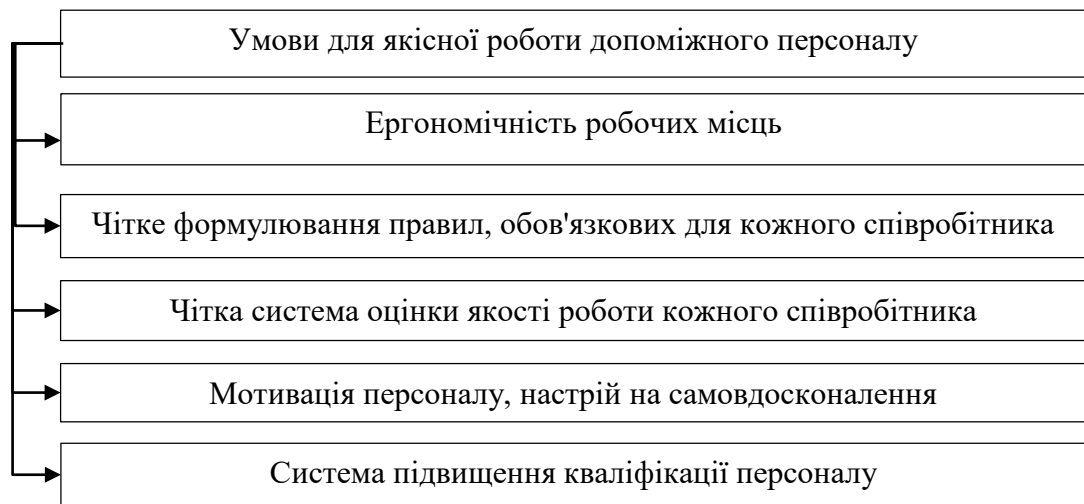 Умови для якісної роботи допоміжного персоналу
Ергономічність робочих місць
Чітке формулювання правил, обов'язкових для кожного співробітника
Чітка система оцінки якості роботи кожного співробітника
Мотивація персоналу, настрій на самовдосконалення
Система підвищення кваліфікації персоналу